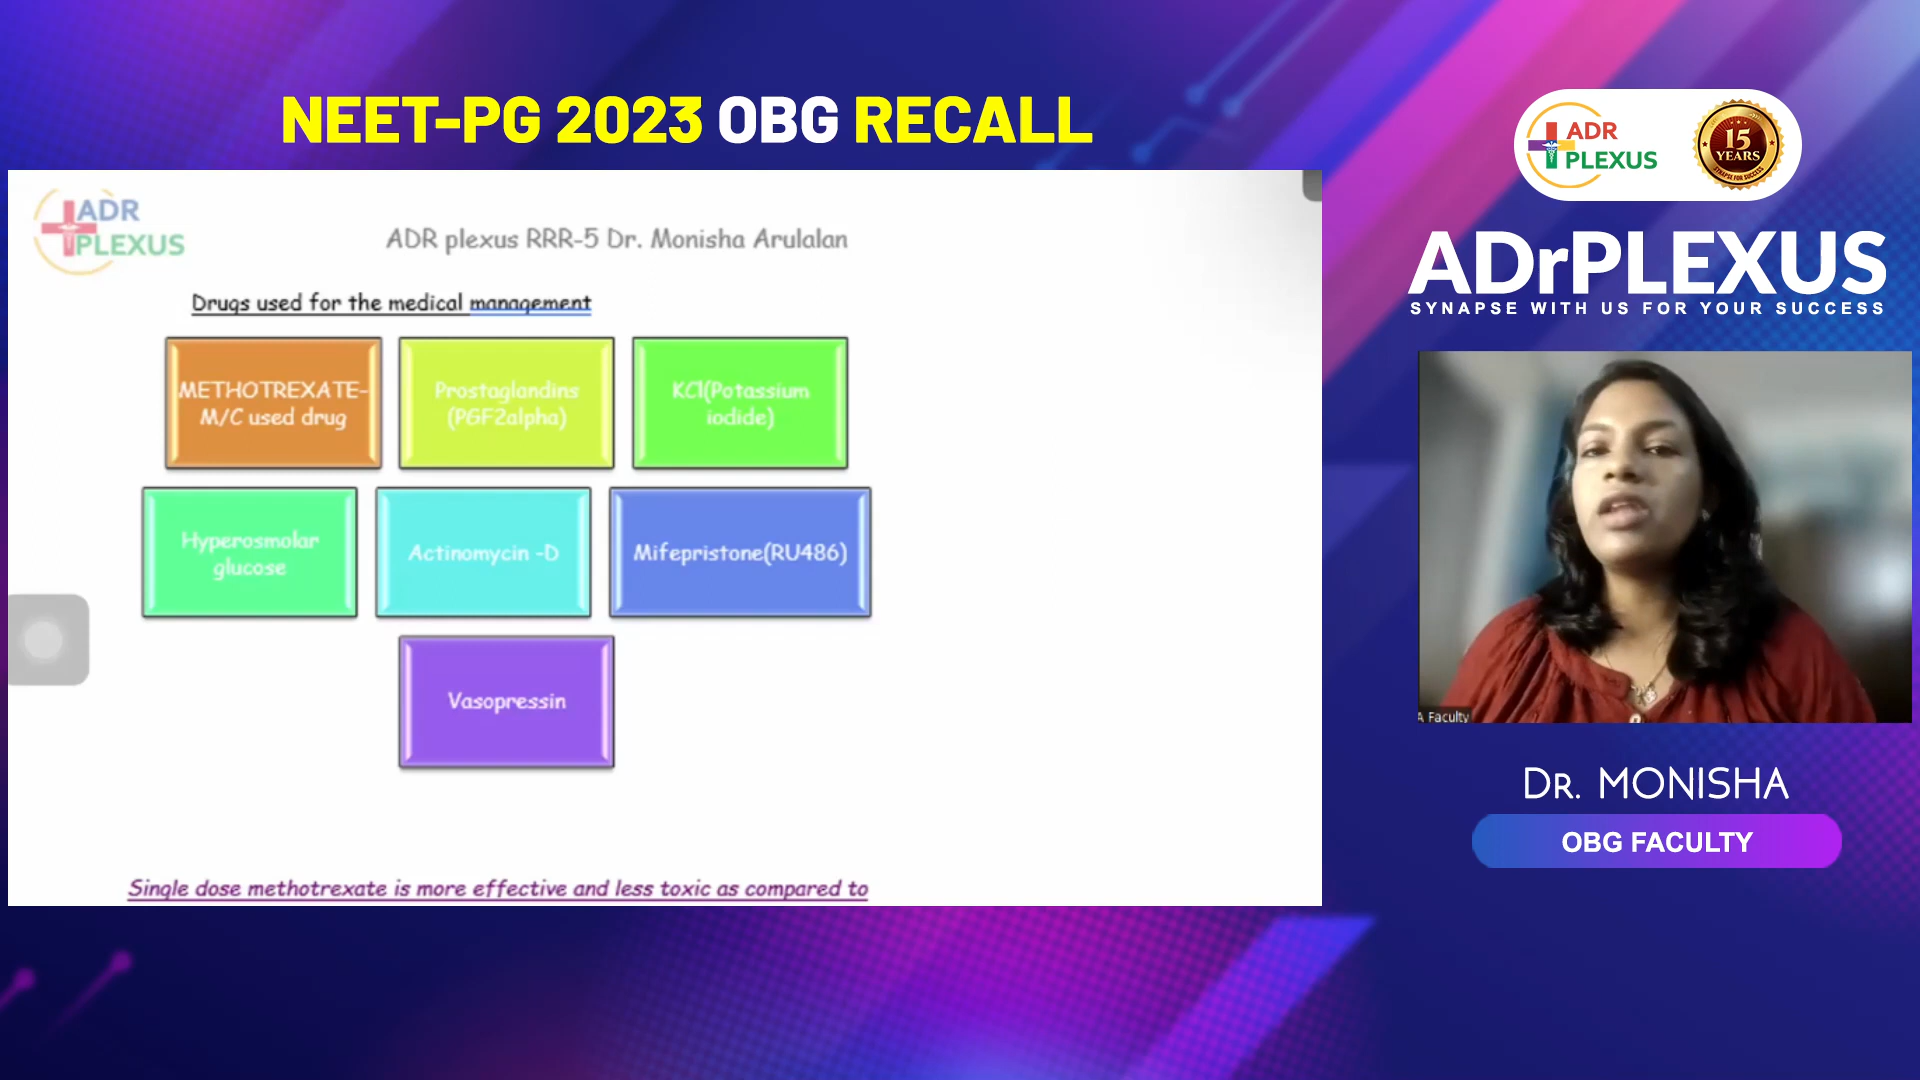 NEET-PG 2023 OBG RECALL
ADR
PLEXUS
15
YEARS
SYNAPSE FOR SUCCESS
ADR
PLEXUS
ADR plexus RRR-5 Dr. Monisha Arulalan
ADrPLEXUS
SYNAPSE WITH US FOR YOUR SUCCESS
Drugs used for the medical management
METHOTREXATE-
M/C used drug
Prostaglandins
(PGF2alpha)
KCl(Potassium
iodide)
Hyperosmolar
glucose
Actinomycin -D
Mifepristone(RU486)
Vasopressin
A Faculty
DR. MONISHA
OBG FACULTY
Single dose methotrexate is more effective and less toxic as compared to